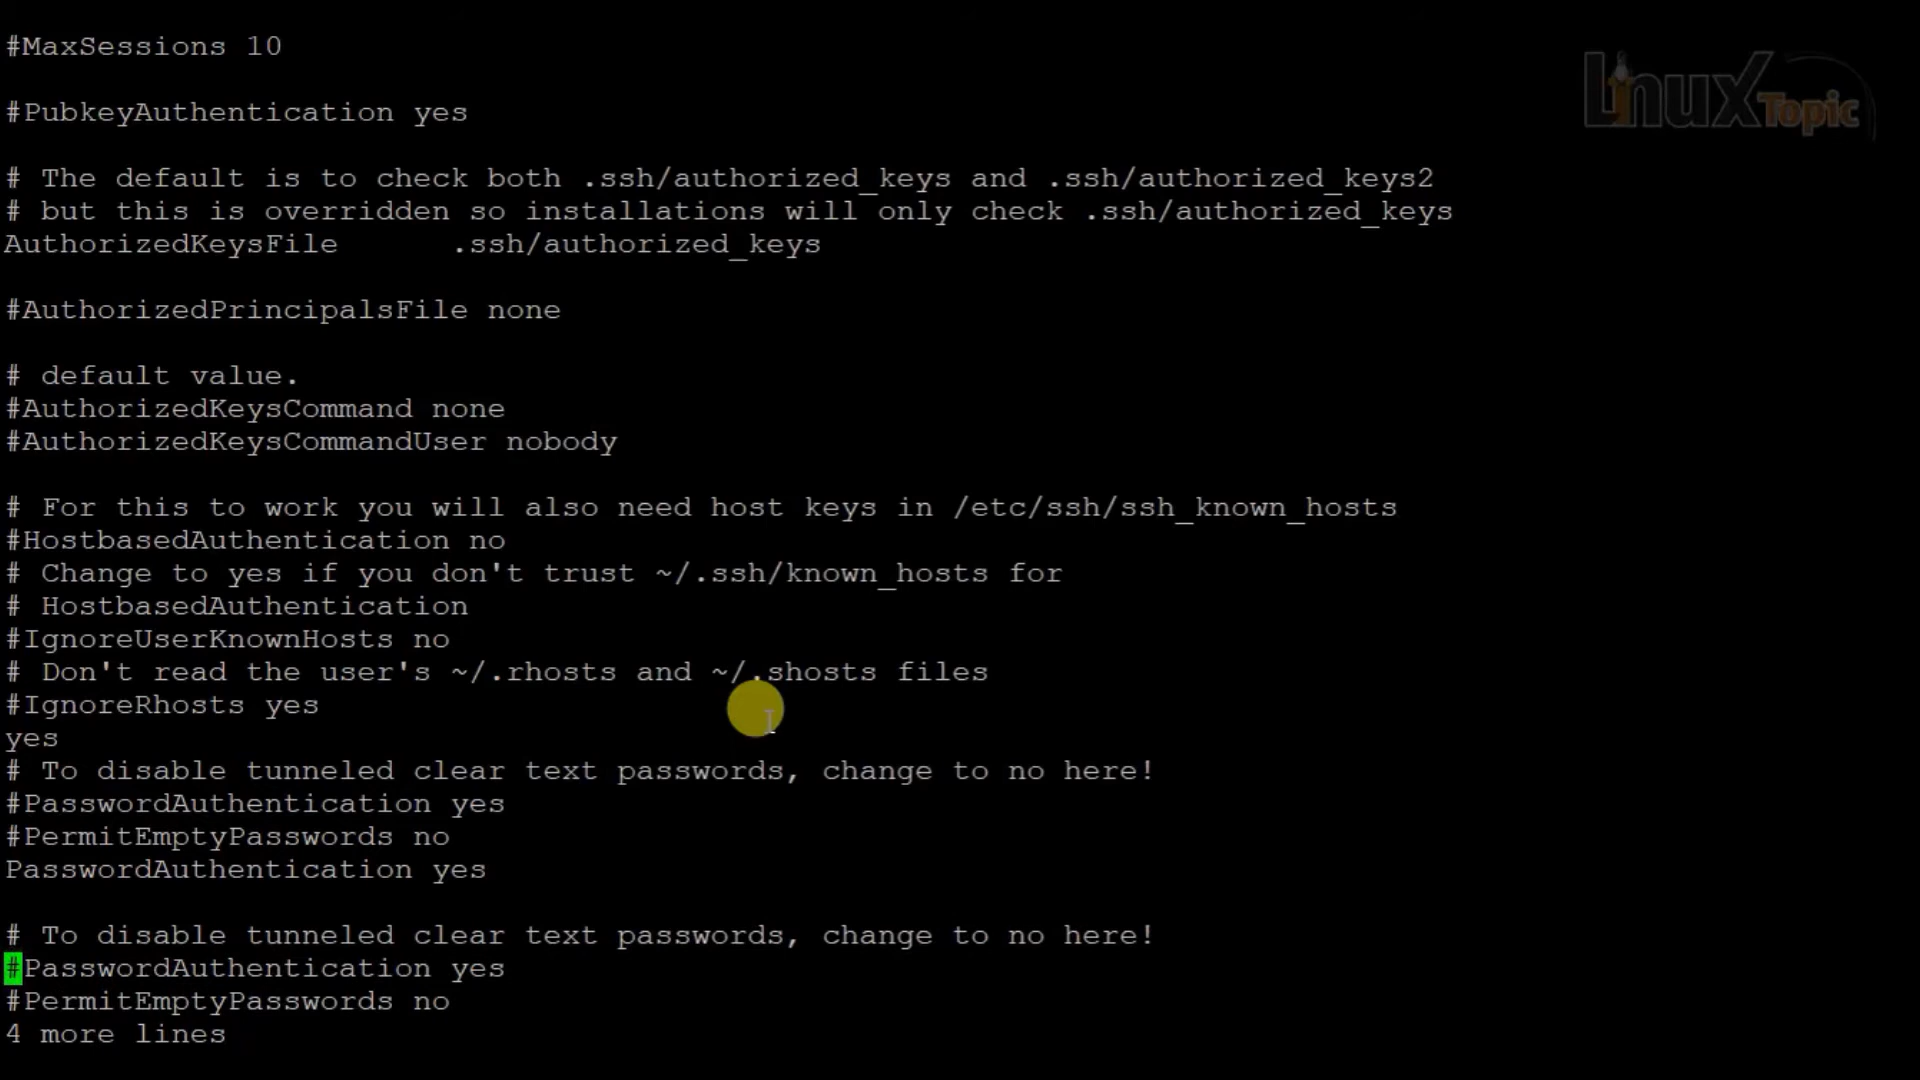 #MaxSessions 10
LinuX Topic
#PubkeyAuthentication yes
# The default is to check both .ssh/authorized_keys and .ssh/authorized_keys2
# but this is overridden so installations will only check .ssh/authorized_keys
AuthorizedKeysFile      .ssh/authorized_keys
#AuthorizedPrincipalsFile none
# default value.
#AuthorizedKeysCommand none
#AuthorizedKeysCommandUser nobody
# For this to work you will also need host keys in /etc/ssh/ssh_known_hosts
#HostbasedAuthentication no
# Change to yes if you don't trust ~/.ssh/known_hosts for
# HostbasedAuthentication
#IgnoreUserKnownHosts no
# Don't read the user's ~/.rhosts and ~/.shosts files
#IgnoreRhosts yes
yes
# To disable tunneled clear text passwords, change to no here!
#PasswordAuthentication yes
#PermitEmptyPasswords no
PasswordAuthentication yes
# To disable tunneled clear text passwords, change to no here!
#PasswordAuthentication yes
#PermitEmptyPasswords no
4 more lines